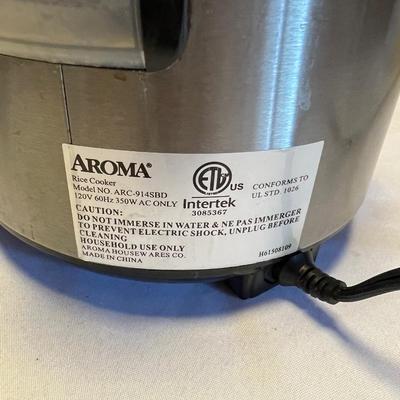 AROMA®
Rice Cooker
Model NO. ARC-914SBD
120V 60Hz 350W AC ONLY
ETL US
Intertek
3085367
CONFORMS TO
UL STD. 1026
CAUTION:
DO NOT IMMERSE IN WATER & NE PAS IMMERGER
TO PREVENT ELECTRIC SHOCK, UNPLUG BEFORE
CLEANING
HOUSEHOLD USE ONLY
AROMA HOUSEWARES CO.
MADE IN CHINA
H61508109